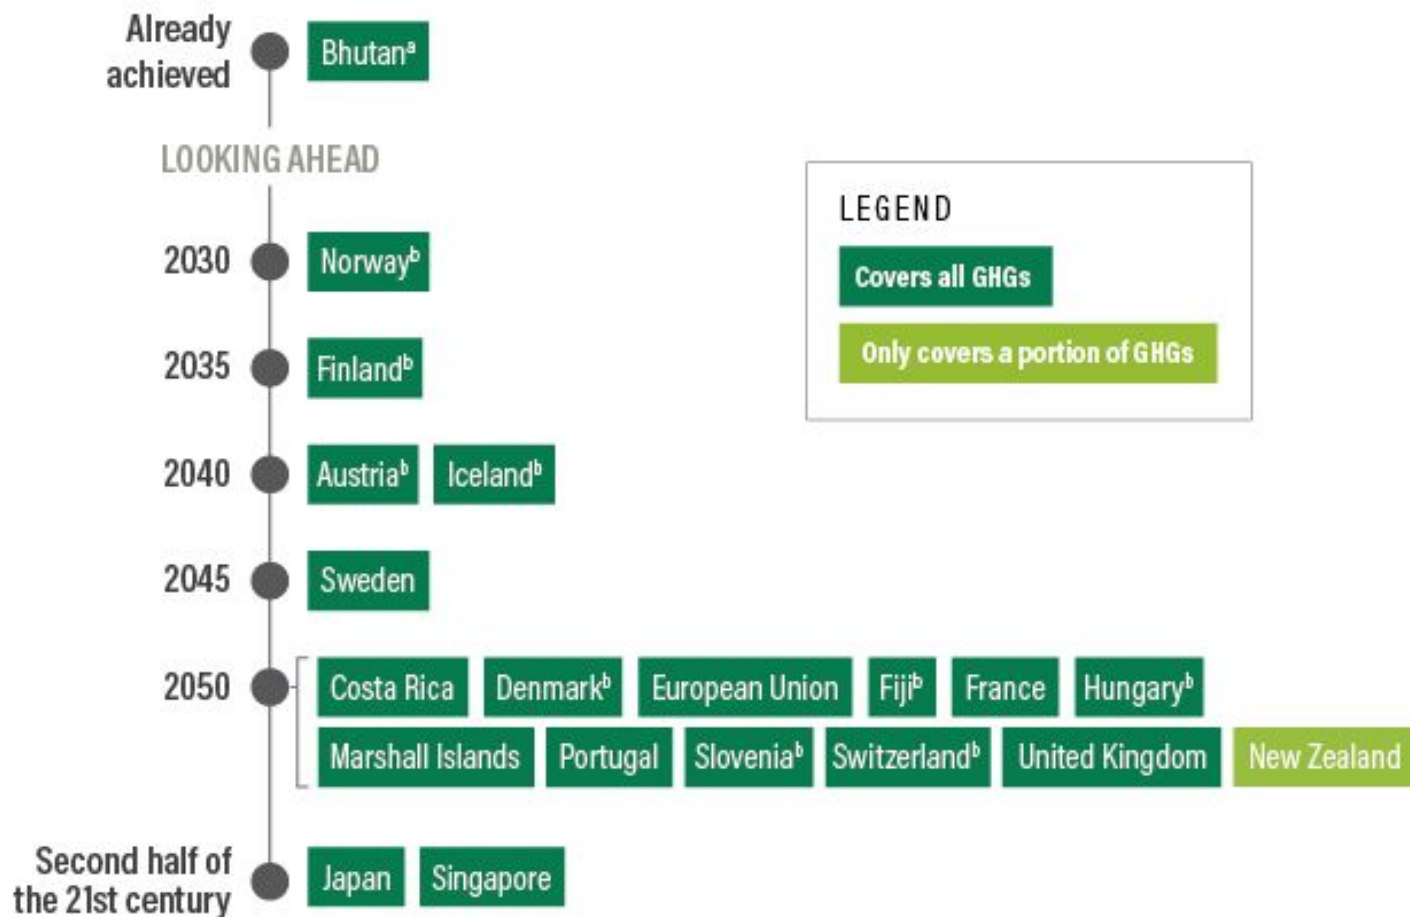 Already
achieved
Bhutanᵃ
LOOKING AHEAD
LEGEND
Covers all GHGs
Only covers a portion of GHGs
2030 Norwayᵇ
2035 Finlandᵇ
2040 Austriaᵇ Icelandᵇ
2045 Sweden
2050 Costa Rica Denmarkᵇ European Union Fijiᵇ France Hungaryᵇ
Marshall Islands Portugal Sloveniaᵇ Switzerlandᵇ United Kingdom New Zealand
Second half of
the 21st century
Japan Singapore